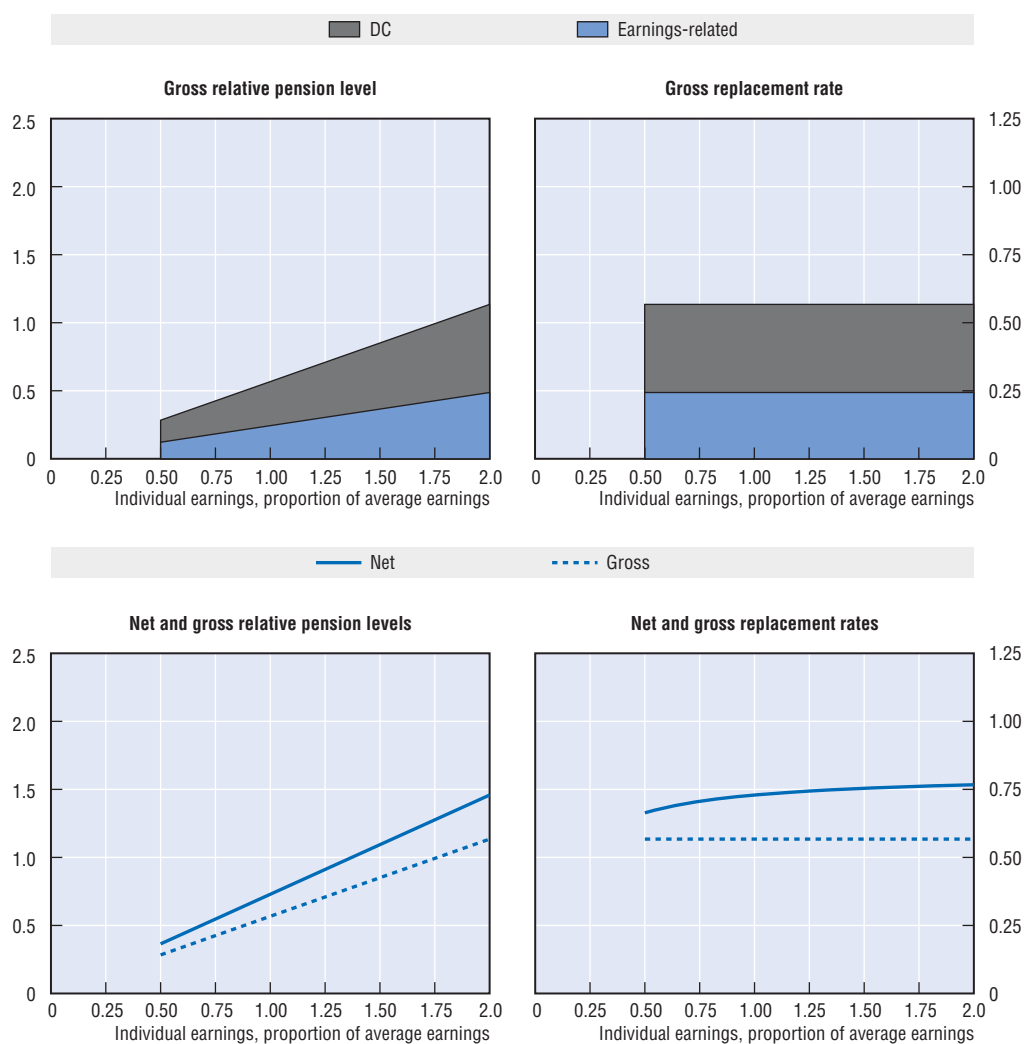 DC
Earnings-related
Gross relative pension level
2.5
2.0
1.5
1.0
0.5
0
0 0.25 0.50 0.75 1.00 1.25 1.50 1.75 2.0
Individual earnings, proportion of average earnings
Gross replacement rate
1.25
1.00
0.75
0.50
0.25
0
0 0.25 0.50 0.75 1.00 1.25 1.50 1.75 2.0
Individual earnings, proportion of average earnings
Net
Gross
Net and gross relative pension levels
2.5
2.0
1.5
1.0
0.5
0
0 0.25 0.50 0.75 1.00 1.25 1.50 1.75 2.0
Individual earnings, proportion of average earnings
Net and gross replacement rates
1.25
1.00
0.75
0.50
0.25
0
0 0.25 0.50 0.75 1.00 1.25 1.50 1.75 2.0
Individual earnings, proportion of average earnings